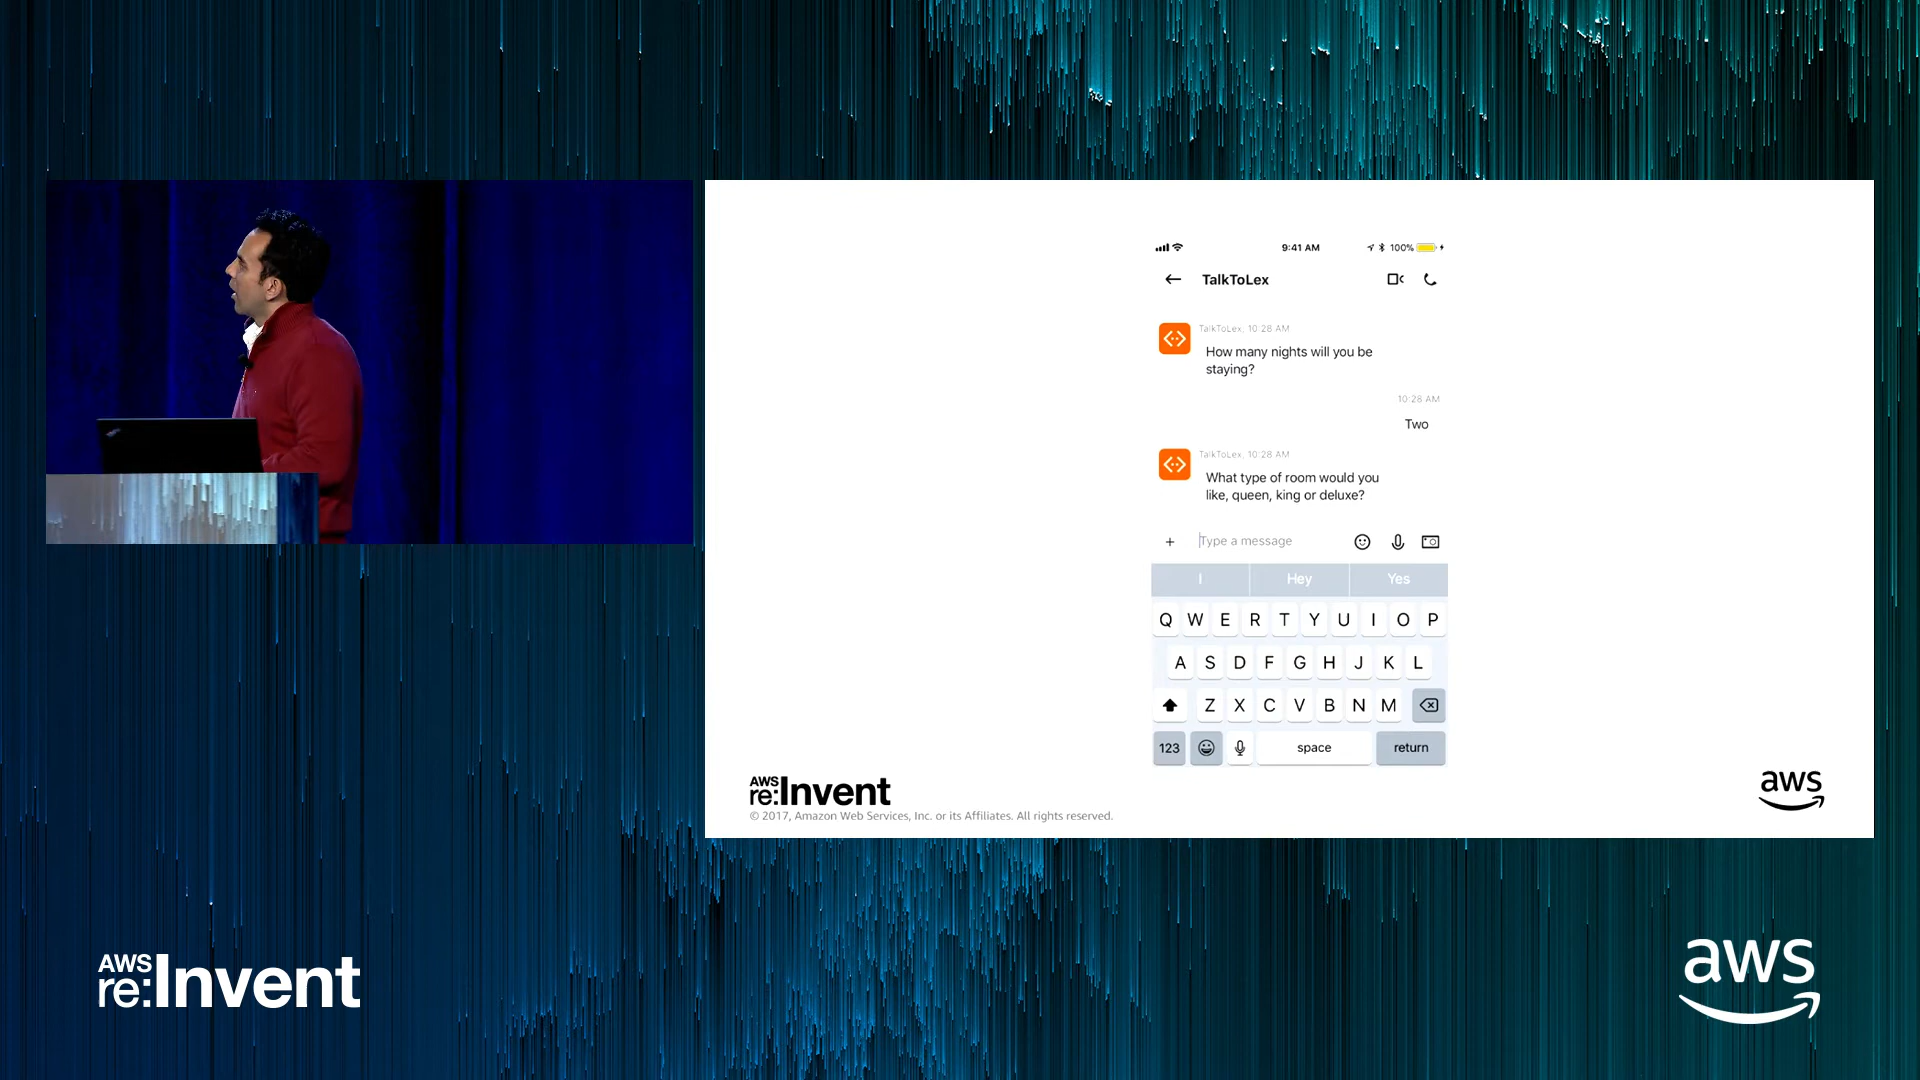 9:41 AM
100%
TalkToLex
TalkToLex, 10:28 AM
How many nights will you be
staying?
10:28 AM
Two
TalkToLex, 10:28 AM
What type of room would you
like, queen, king or deluxe?
Type a message
I Hey Yes
Q W E R T Y U I O P
A S D F G H J K L
Z X C V B N M
123 space return
AWS
re:Invent
© 2017, Amazon Web Services, Inc. or its Affiliates. All rights reserved.
aws
AWS
re:Invent
aws